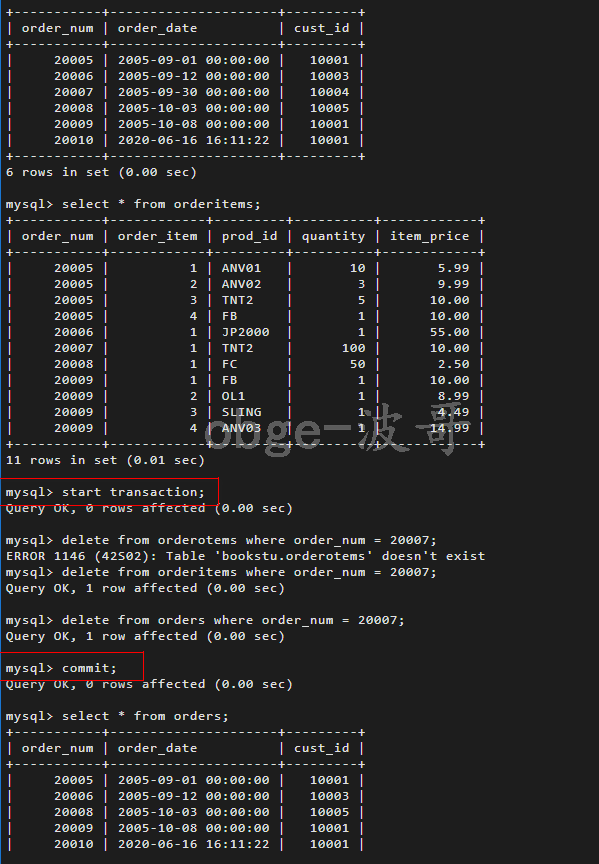 +-----------+---------------------+---------+
| order_num | order_date          | cust_id |
+-----------+---------------------+---------+
|     20005 | 2005-09-01 00:00:00 |   10001 |
|     20006 | 2005-09-12 00:00:00 |   10003 |
|     20007 | 2005-09-30 00:00:00 |   10004 |
|     20008 | 2005-10-03 00:00:00 |   10005 |
|     20009 | 2005-10-08 00:00:00 |   10001 |
|     20010 | 2020-06-16 16:11:22 |   10001 |
+-----------+---------------------+---------+
6 rows in set (0.00 sec)
mysql> select * from orderitems;
+-----------+------------+---------+----------+------------+
| order_num | order_item | prod_id | quantity | item_price |
+-----------+------------+---------+----------+------------+
|     20005 |          1 | ANV01   |       10 |       5.99 |
|     20005 |          2 | ANV02   |        3 |       9.99 |
|     20005 |          3 | TNT2    |        5 |      10.00 |
|     20005 |          4 | FB      |        1 |      10.00 |
|     20006 |          1 | JP2000  |        1 |      55.00 |
|     20007 |          1 | TNT2    |      100 |      10.00 |
|     20008 |          1 | FC      |       50 |       2.50 |
|     20009 |          1 | FB      |        1 |      10.00 |
|     20009 |          2 | OL1     |        1 |       8.99 |
|     20009 |          3 | SLING   |        1 |       4.49 |
|     20009 |          4 | ANV03   |        1 |      14.99 |
obge-波哥
+-----------+------------+---------+----------+------------+
11 rows in set (0.01 sec)
mysql> start transaction;
Query OK, 0 rows affected (0.00 sec)
mysql> delete from orderotems where order_num = 20007;
ERROR 1146 (42S02): Table 'bookstu.orderotems' doesn't exist
mysql> delete from orderitems where order_num = 20007;
Query OK, 1 row affected (0.00 sec)
mysql> delete from orders where order_num = 20007;
Query OK, 1 row affected (0.00 sec)
mysql> commit;
Query OK, 0 rows affected (0.00 sec)
mysql> select * from orders;
+-----------+---------------------+---------+
| order_num | order_date          | cust_id |
+-----------+---------------------+---------+
|     20005 | 2005-09-01 00:00:00 |   10001 |
|     20006 | 2005-09-12 00:00:00 |   10003 |
|     20008 | 2005-10-03 00:00:00 |   10005 |
|     20009 | 2005-10-08 00:00:00 |   10001 |
|     20010 | 2020-06-16 16:11:22 |   10001 |